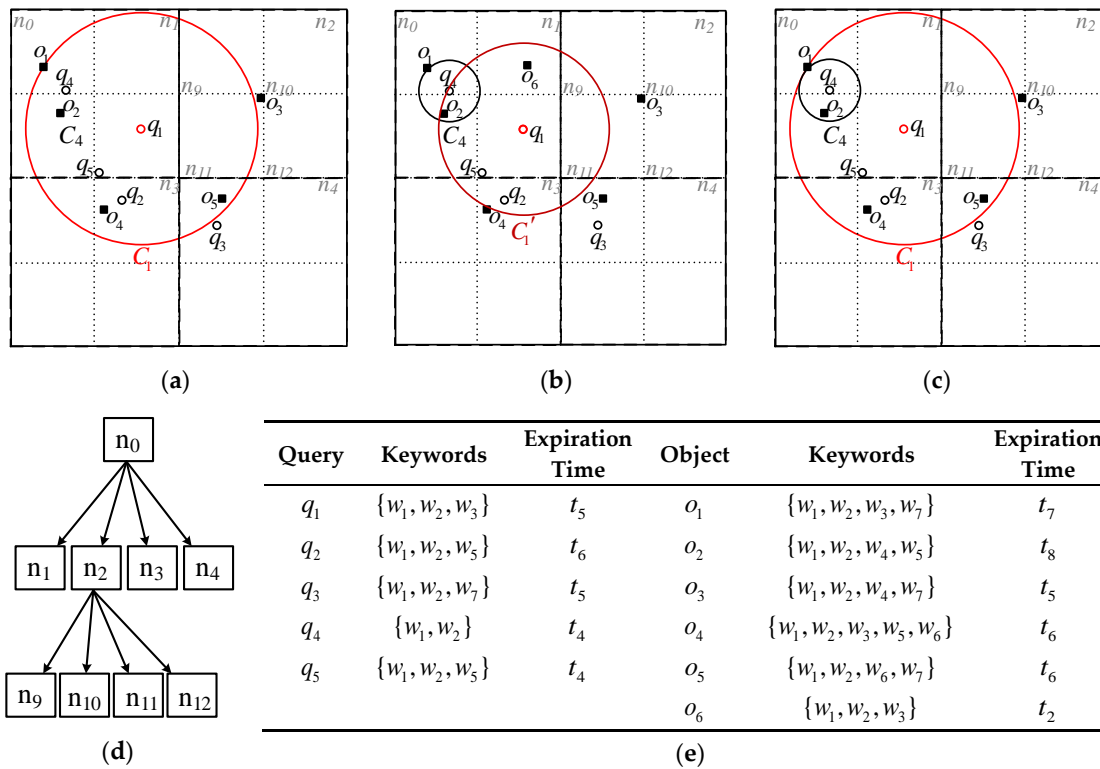 n0 n1 n2
o1
q4
n9 n10
o2 o3
C4 q1
q5 n11 n12
n3 n4
q2
o4 o5
q3
C1
(a)
n0 n1 n2
o1
q4 o6
n9 n10
o2 o3
C4 q1
q5 n11 n12
n3 n4
q2
o4 o5
C1′ q3
(b)
n0 n1 n2
o1
q4
n9 n10
o2 o3
C4 q1
q5 n11 n12
n3 n4
q2
o4 o5
q3
C1
(c)
n0
n1 n2 n3 n4
n9 n10 n11 n12
(d)
Query Keywords Expiration Time Object Keywords Expiration Time
q1 {w1, w2, w3} t5 o1 {w1, w2, w3, w7} t7
q2 {w1, w2, w5} t6 o2 {w1, w2, w4, w5} t8
q3 {w1, w2, w7} t5 o3 {w1, w2, w4, w7} t5
q4 {w1, w2} t4 o4 {w1, w2, w3, w5, w6} t6
q5 {w1, w2, w5} t4 o5 {w1, w2, w6, w7} t6
o6 {w1, w2, w3} t2
(e)